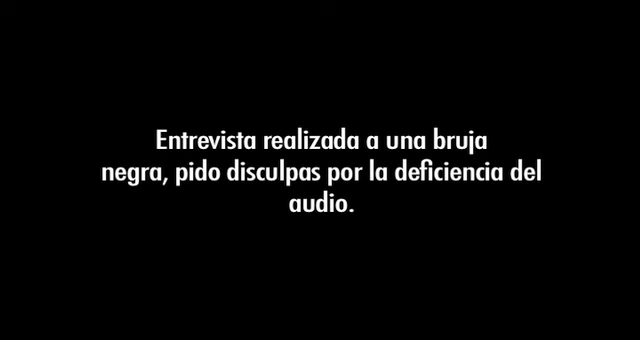 Entrevista realizada a una bruja
negra, pido disculpas por la deficiencia del
audio.